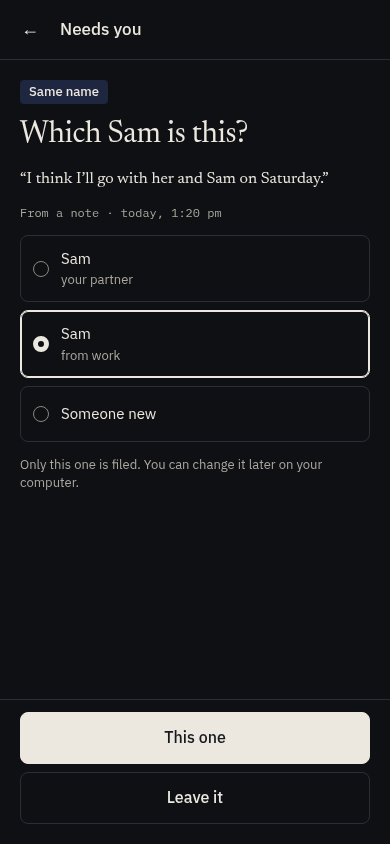 ← Needs you
Same name
Which Sam is this?
“I think I’ll go with her and Sam on Saturday.”
From a note · today, 1:20 pm
Sam
your partner
Sam
from work
Someone new
Only this one is filed. You can change it later on your
computer.
This one
Leave it